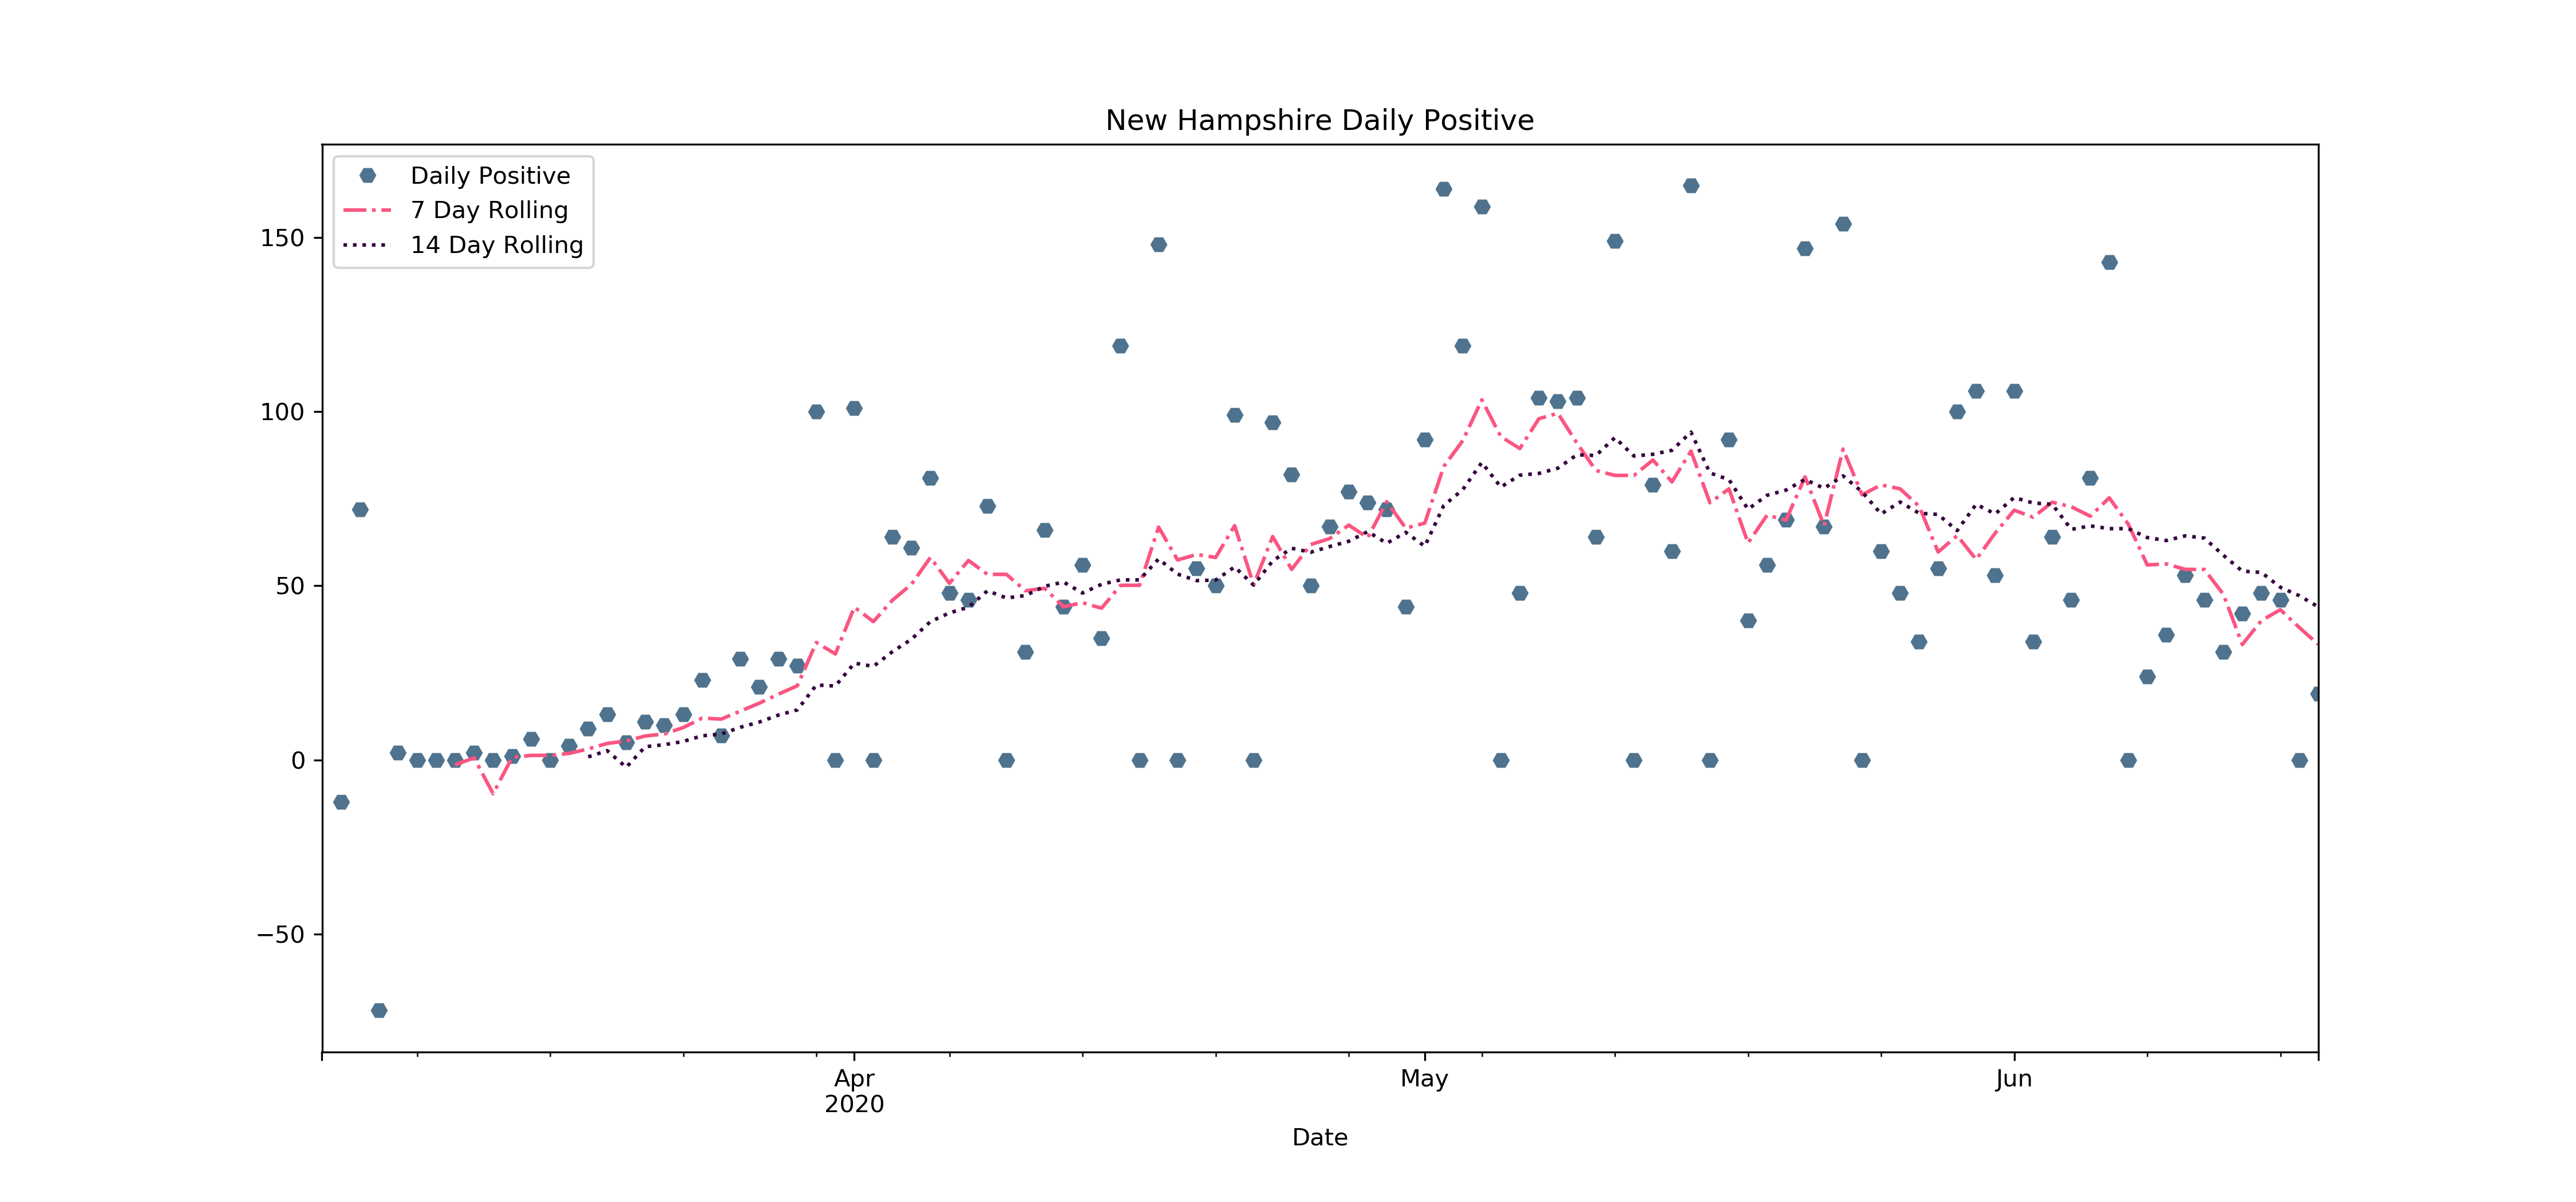 New Hampshire Daily Positive
Daily Positive
7 Day Rolling
14 Day Rolling
150
100
50
0
−50
Apr
2020
May
Jun
Date